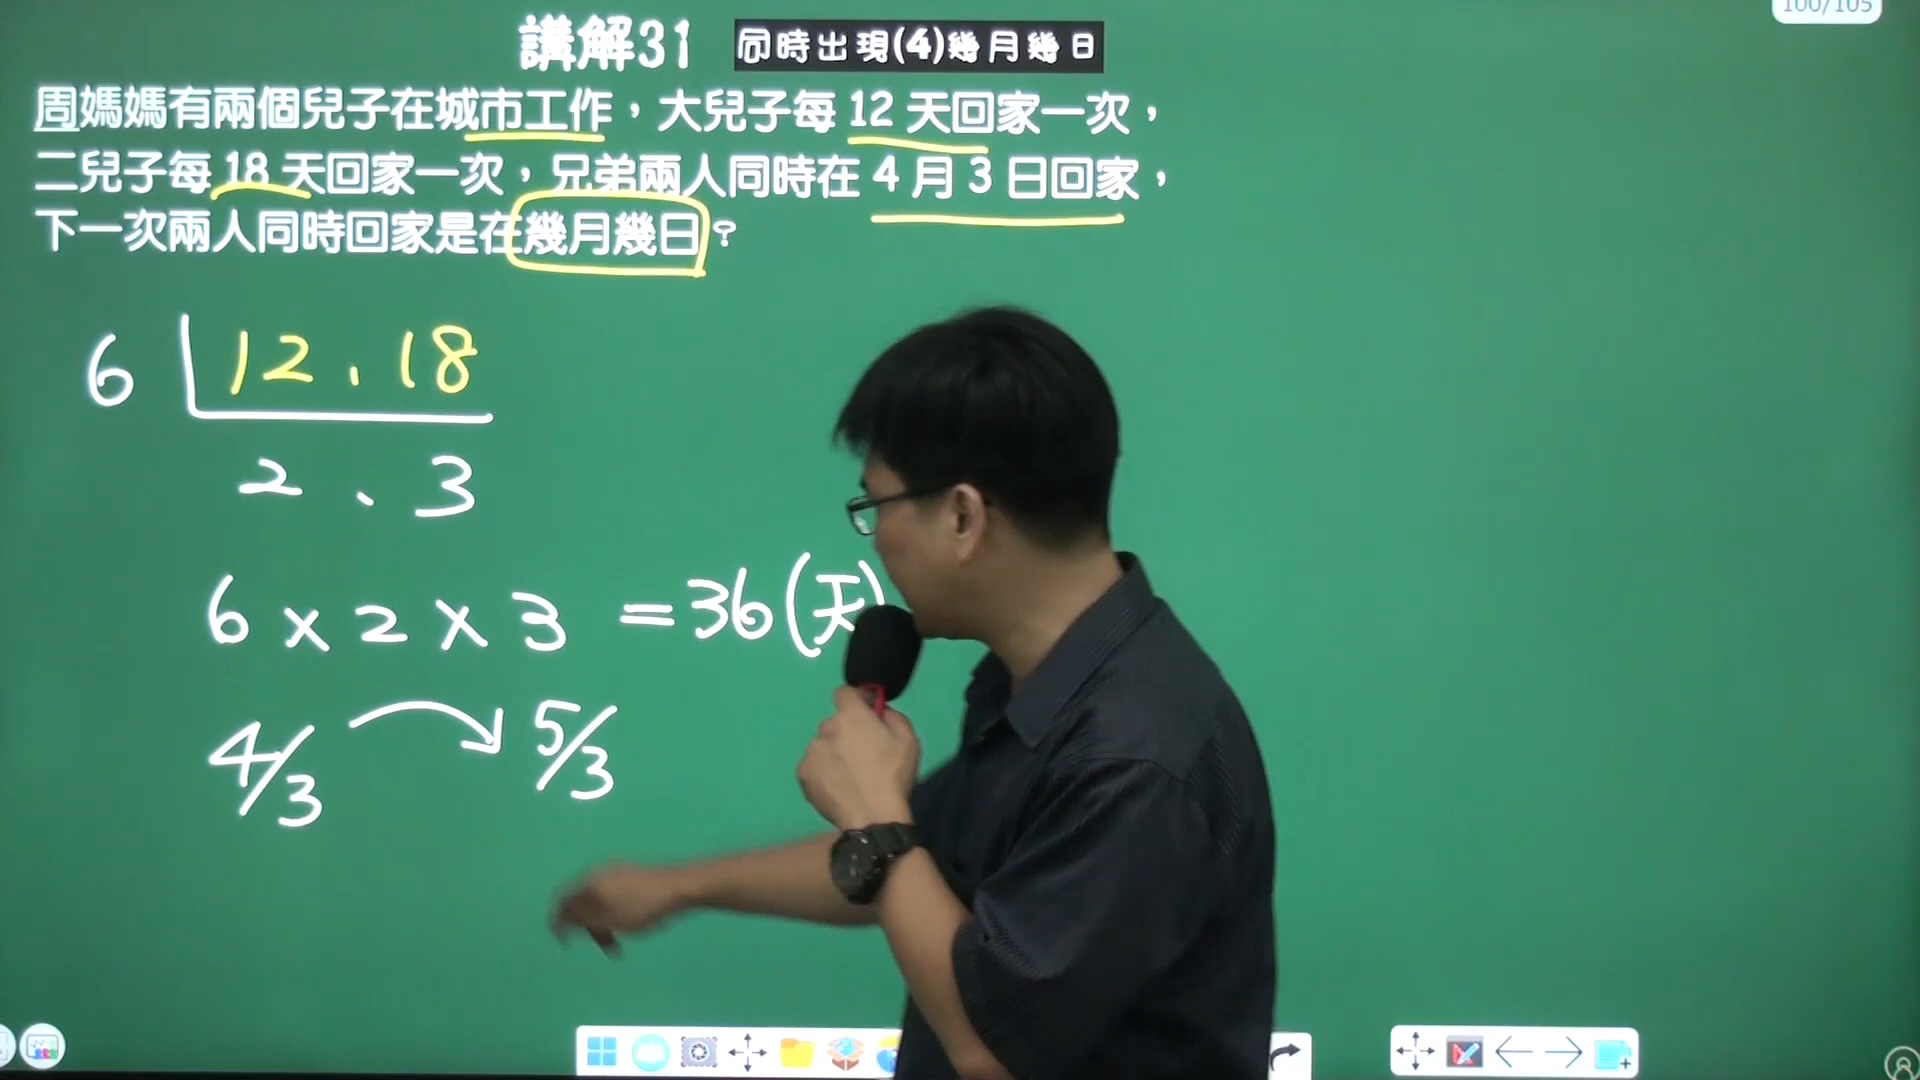 100/105
講解31 同時出現(4)幾月幾日
周媽媽有兩個兒子在城市工作，大兒子每 12 天回家一次，
二兒子每 18 天回家一次，兄弟兩人同時在 4 月 3 日回家，
下一次兩人同時回家是在幾月幾日？
6 12 . 18
2 、 3
6 × 2 × 3 = 36 (天)
4/3 5/3